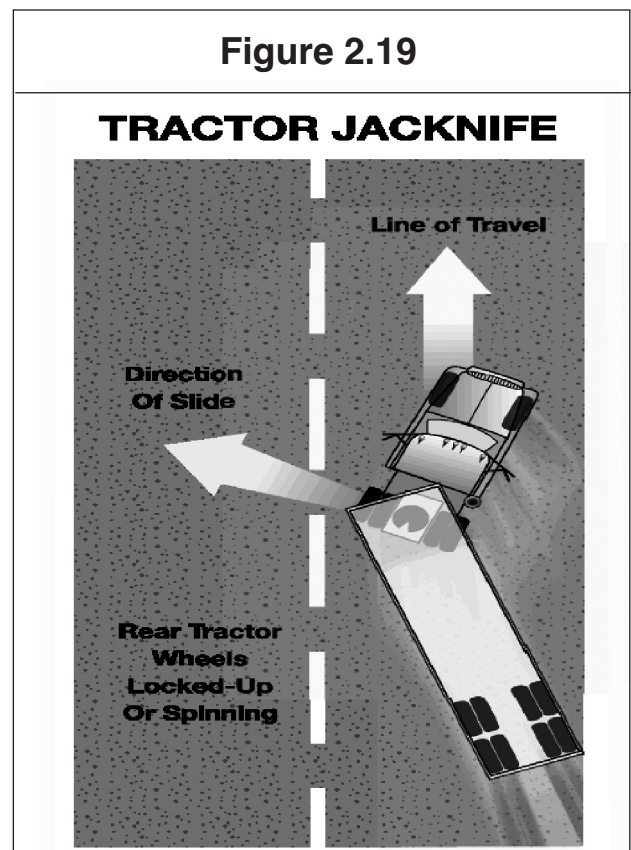 Figure 2.19
TRACTOR JACKNIFE
Line of Travel
Direction
Of Slide
Rear Tractor
Wheels
Locked-Up
Or Spinning